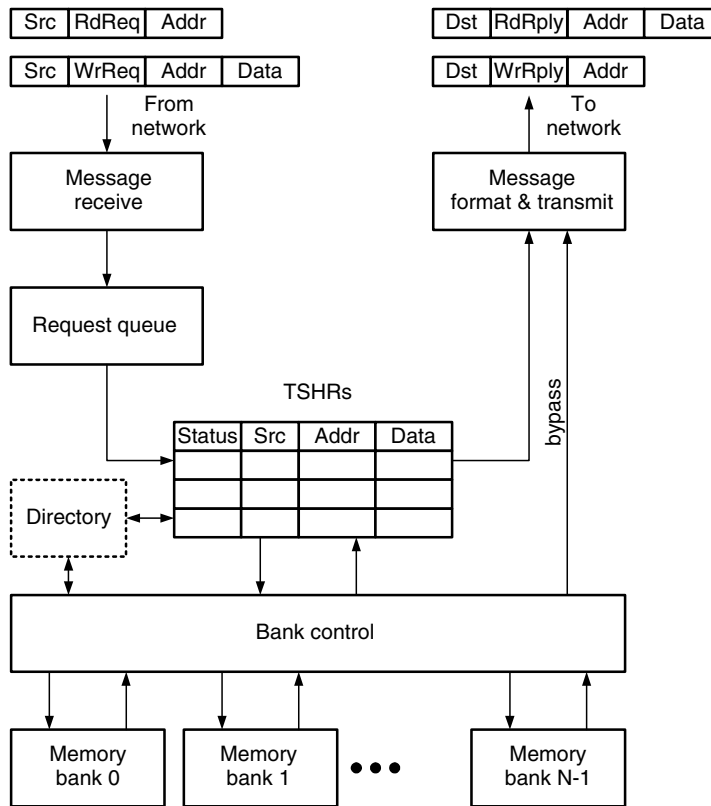 Src RdReq Addr
Dst RdRply Addr Data
Src WrReq Addr Data
Dst WrRply Addr
From
network
To
network
Message
receive
Message
format & transmit
Request queue
TSHRs
bypass
Status Src Addr Data
Directory
Bank control
Memory
bank 0
Memory
bank 1
Memory
bank N-1